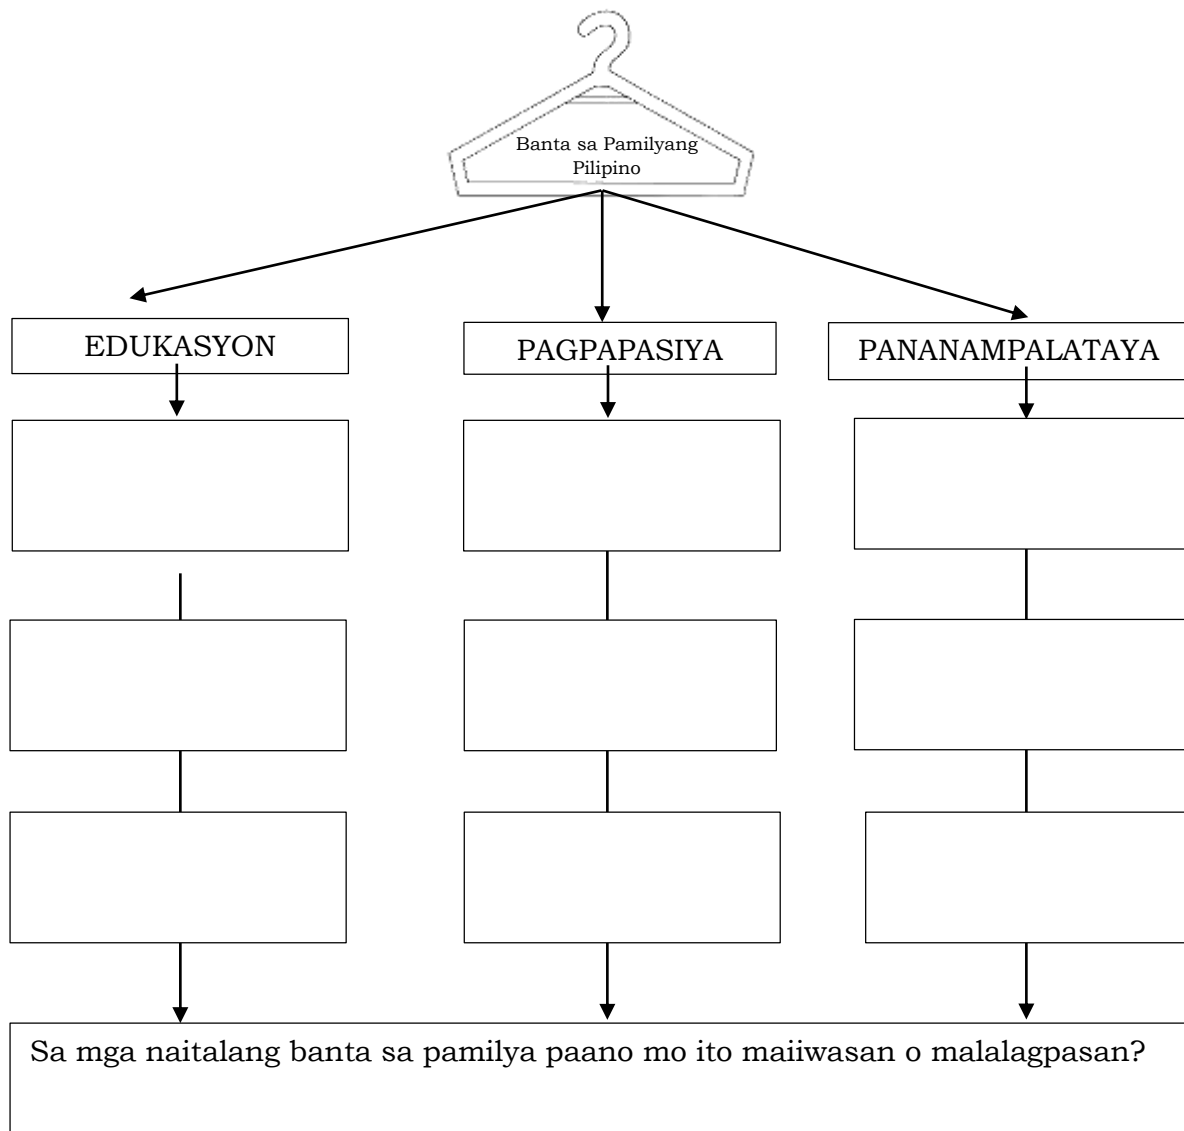 Banta sa Pamilyang
Pilipino
EDUKASYON
PAGPAPASIYA
PANANAMPALATAYA
Sa mga naitalang banta sa pamilya paano mo ito maiiwasan o malalagpasan?